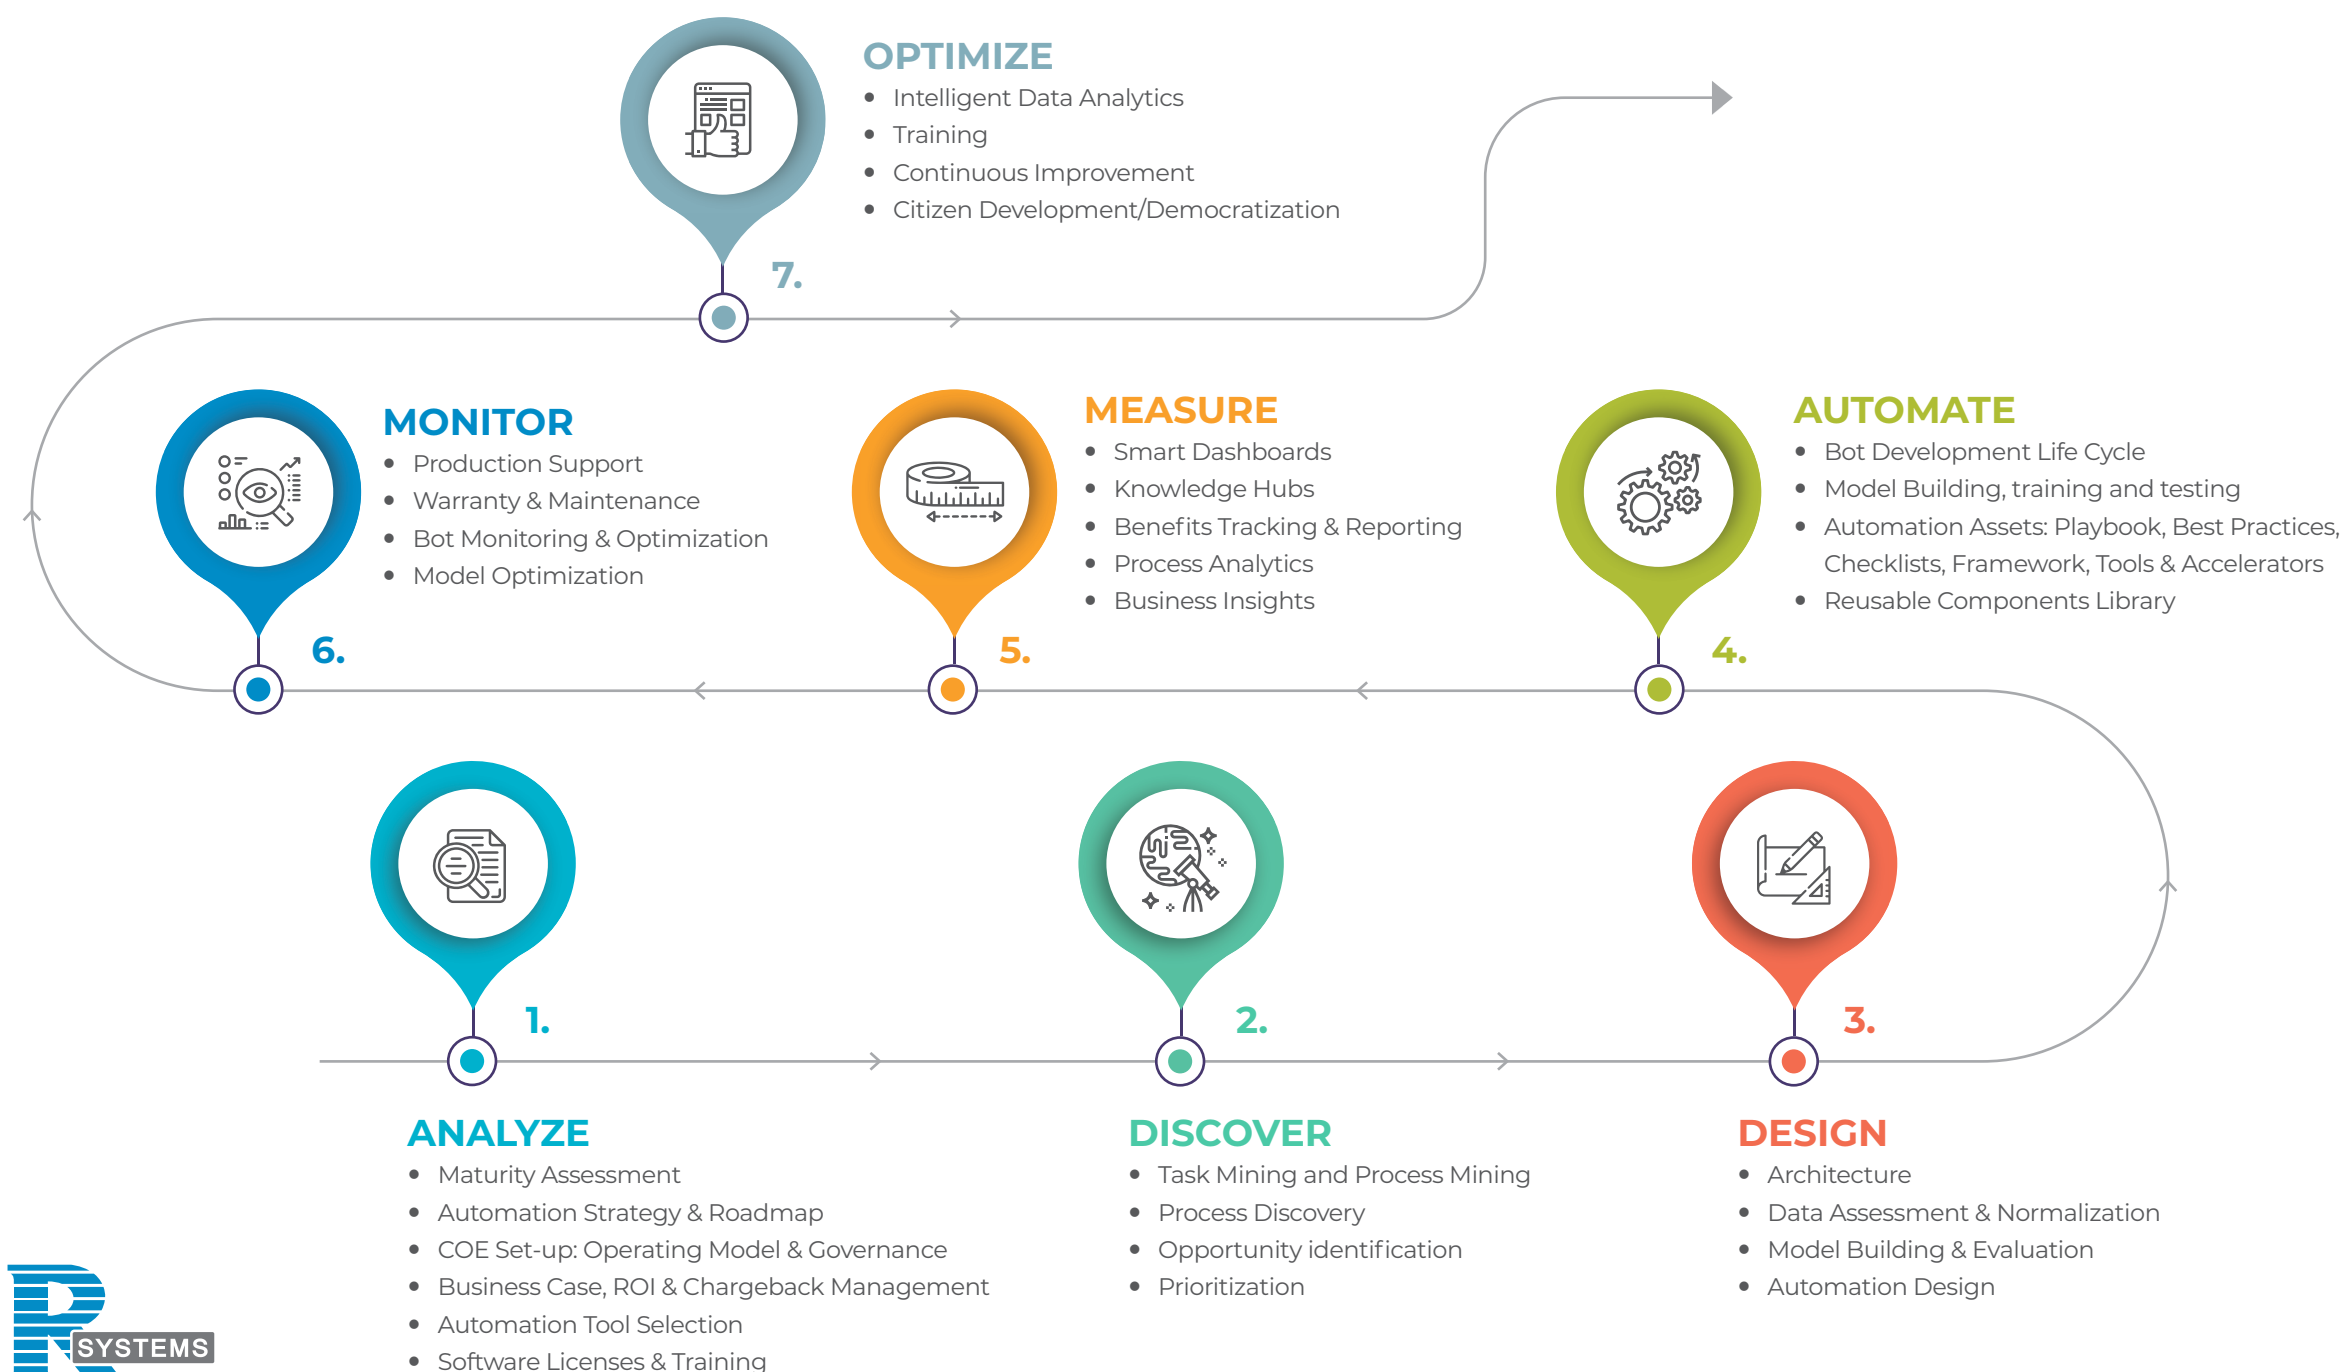 OPTIMIZE
• Intelligent Data Analytics
• Training
• Continuous Improvement
• Citizen Development/Democratization
7.
MONITOR
• Production Support
• Warranty & Maintenance
• Bot Monitoring & Optimization
• Model Optimization
6.
MEASURE
• Smart Dashboards
• Knowledge Hubs
• Benefits Tracking & Reporting
• Process Analytics
• Business Insights
5.
AUTOMATE
• Bot Development Life Cycle
• Model Building, training and testing
• Automation Assets: Playbook, Best Practices,
Checklists, Framework, Tools & Accelerators
• Reusable Components Library
4.
1.
ANALYZE
• Maturity Assessment
• Automation Strategy & Roadmap
• COE Set-up: Operating Model & Governance
• Business Case, ROI & Chargeback Management
• Automation Tool Selection
• Software Licenses & Training
2.
DISCOVER
• Task Mining and Process Mining
• Process Discovery
• Opportunity identification
• Prioritization
3.
DESIGN
• Architecture
• Data Assessment & Normalization
• Model Building & Evaluation
• Automation Design
R
SYSTEMS